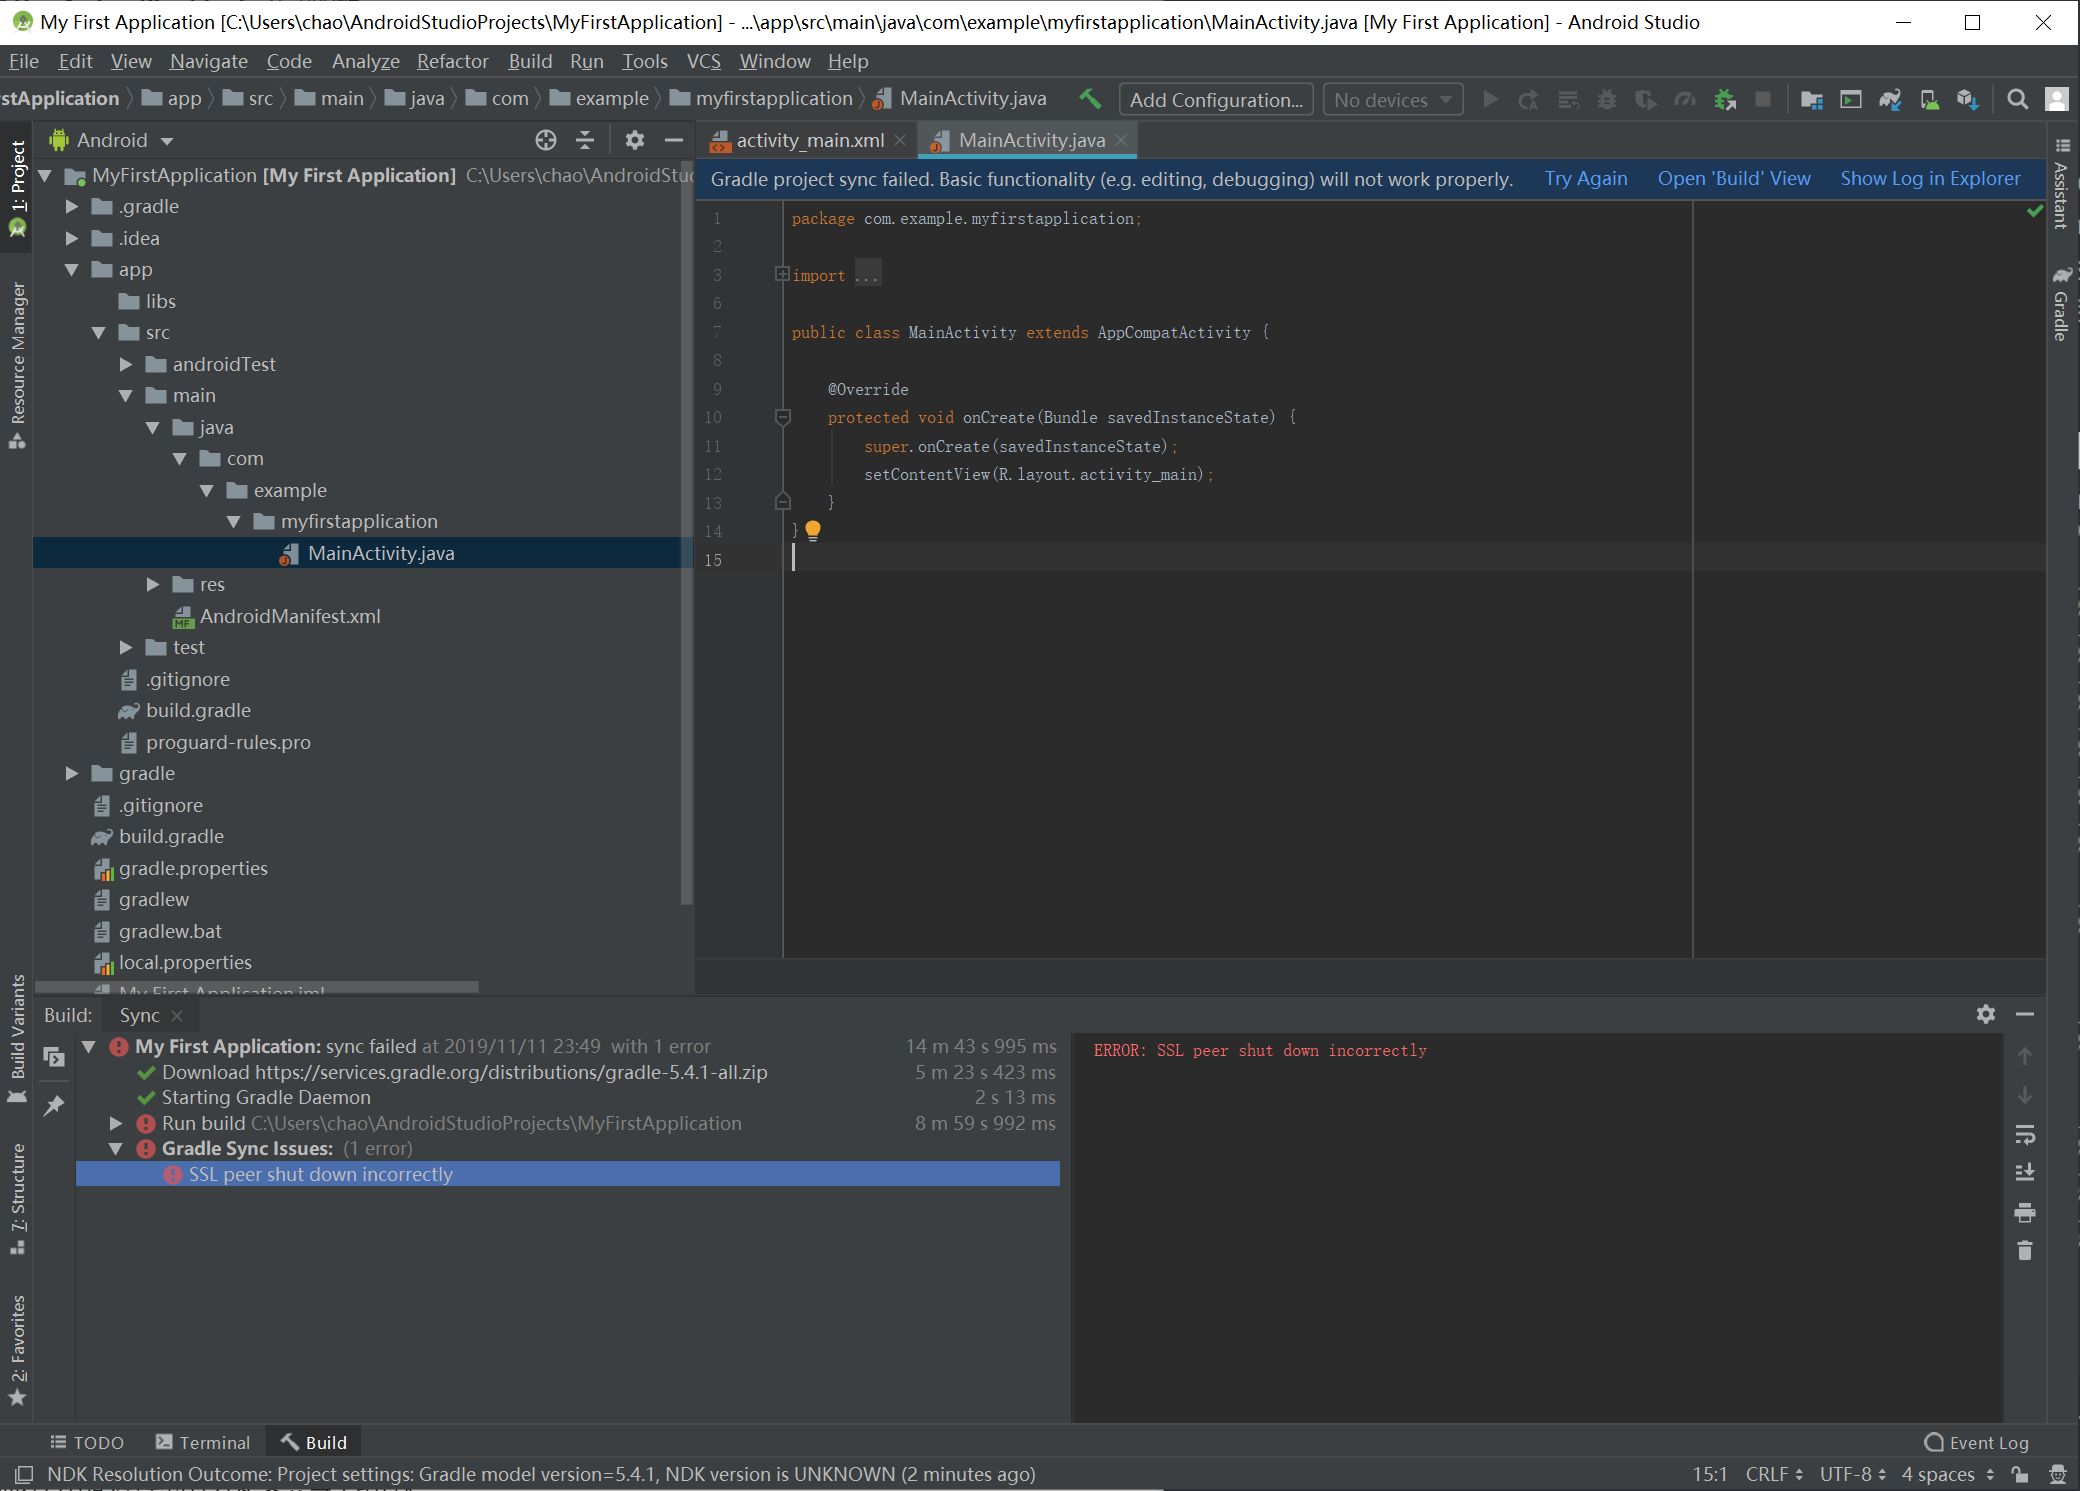 My First Application [C:\Users\chao\AndroidStudioProjects\MyFirstApplication] - ...\app\src\main\java\com\example\myfirstapplication\MainActivity.java [My First Application] - Android Studio
File Edit View Navigate Code Analyze Refactor Build Run Tools VCS Window Help
stApplication app src main java com example myfirstapplication MainActivity.java Add Configuration... No devices
1: Project
Resource Manager
Build Variants
7: Structure
2: Favorites
Android
MyFirstApplication [My First Application] C:\Users\chao\AndroidStu
.gradle
.idea
app
libs
src
androidTest
main
java
com
example
myfirstapplication
MainActivity.java
res
AndroidManifest.xml
test
.gitignore
build.gradle
proguard-rules.pro
gradle
.gitignore
build.gradle
gradle.properties
gradlew
gradlew.bat
local.properties
My First Application.iml
activity_main.xml MainActivity.java
Gradle project sync failed. Basic functionality (e.g. editing, debugging) will not work properly. Try Again Open 'Build' View Show Log in Explorer
1 package com.example.myfirstapplication;
2
3 import ...
6
7 public class MainActivity extends AppCompatActivity {
8
9 @Override
10 protected void onCreate(Bundle savedInstanceState) {
11 super.onCreate(savedInstanceState);
12 setContentView(R.layout.activity_main);
13 }
14 }
15
Assistant
Gradle
Build: Sync
My First Application: sync failed at 2019/11/11 23:49 with 1 error 14 m 43 s 995 ms
Download https://services.gradle.org/distributions/gradle-5.4.1-all.zip 5 m 23 s 423 ms
Starting Gradle Daemon 2 s 13 ms
Run build C:\Users\chao\AndroidStudioProjects\MyFirstApplication 8 m 59 s 992 ms
Gradle Sync Issues: (1 error)
SSL peer shut down incorrectly
ERROR: SSL peer shut down incorrectly
TODO Terminal Build Event Log
NDK Resolution Outcome: Project settings: Gradle model version=5.4.1, NDK version is UNKNOWN (2 minutes ago) 15:1 CRLF UTF-8 4 spaces